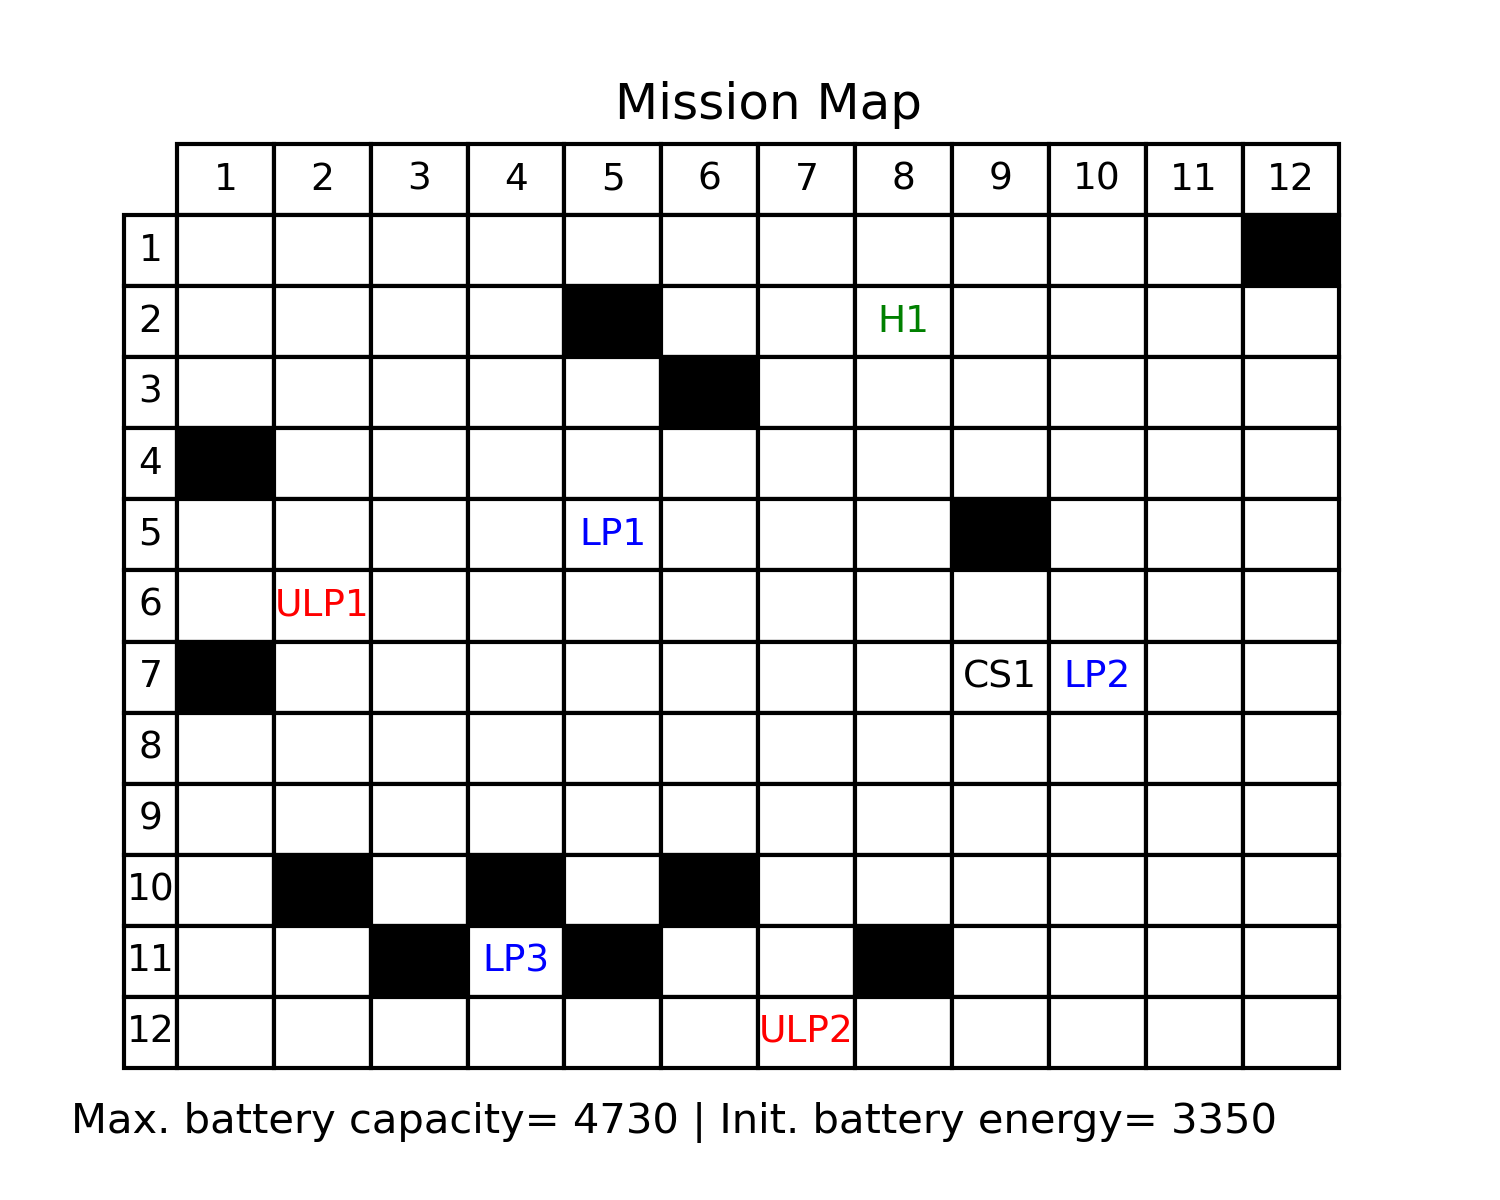 Mission Map
1 2 3 4 5 6 7 8 9 10 11 12
1
2 H1
3
4
5 LP1
6 ULP1
7 CS1 LP2
8
9
10
11 LP3
12 ULP2
Max. battery capacity= 4730 | Init. battery energy= 3350